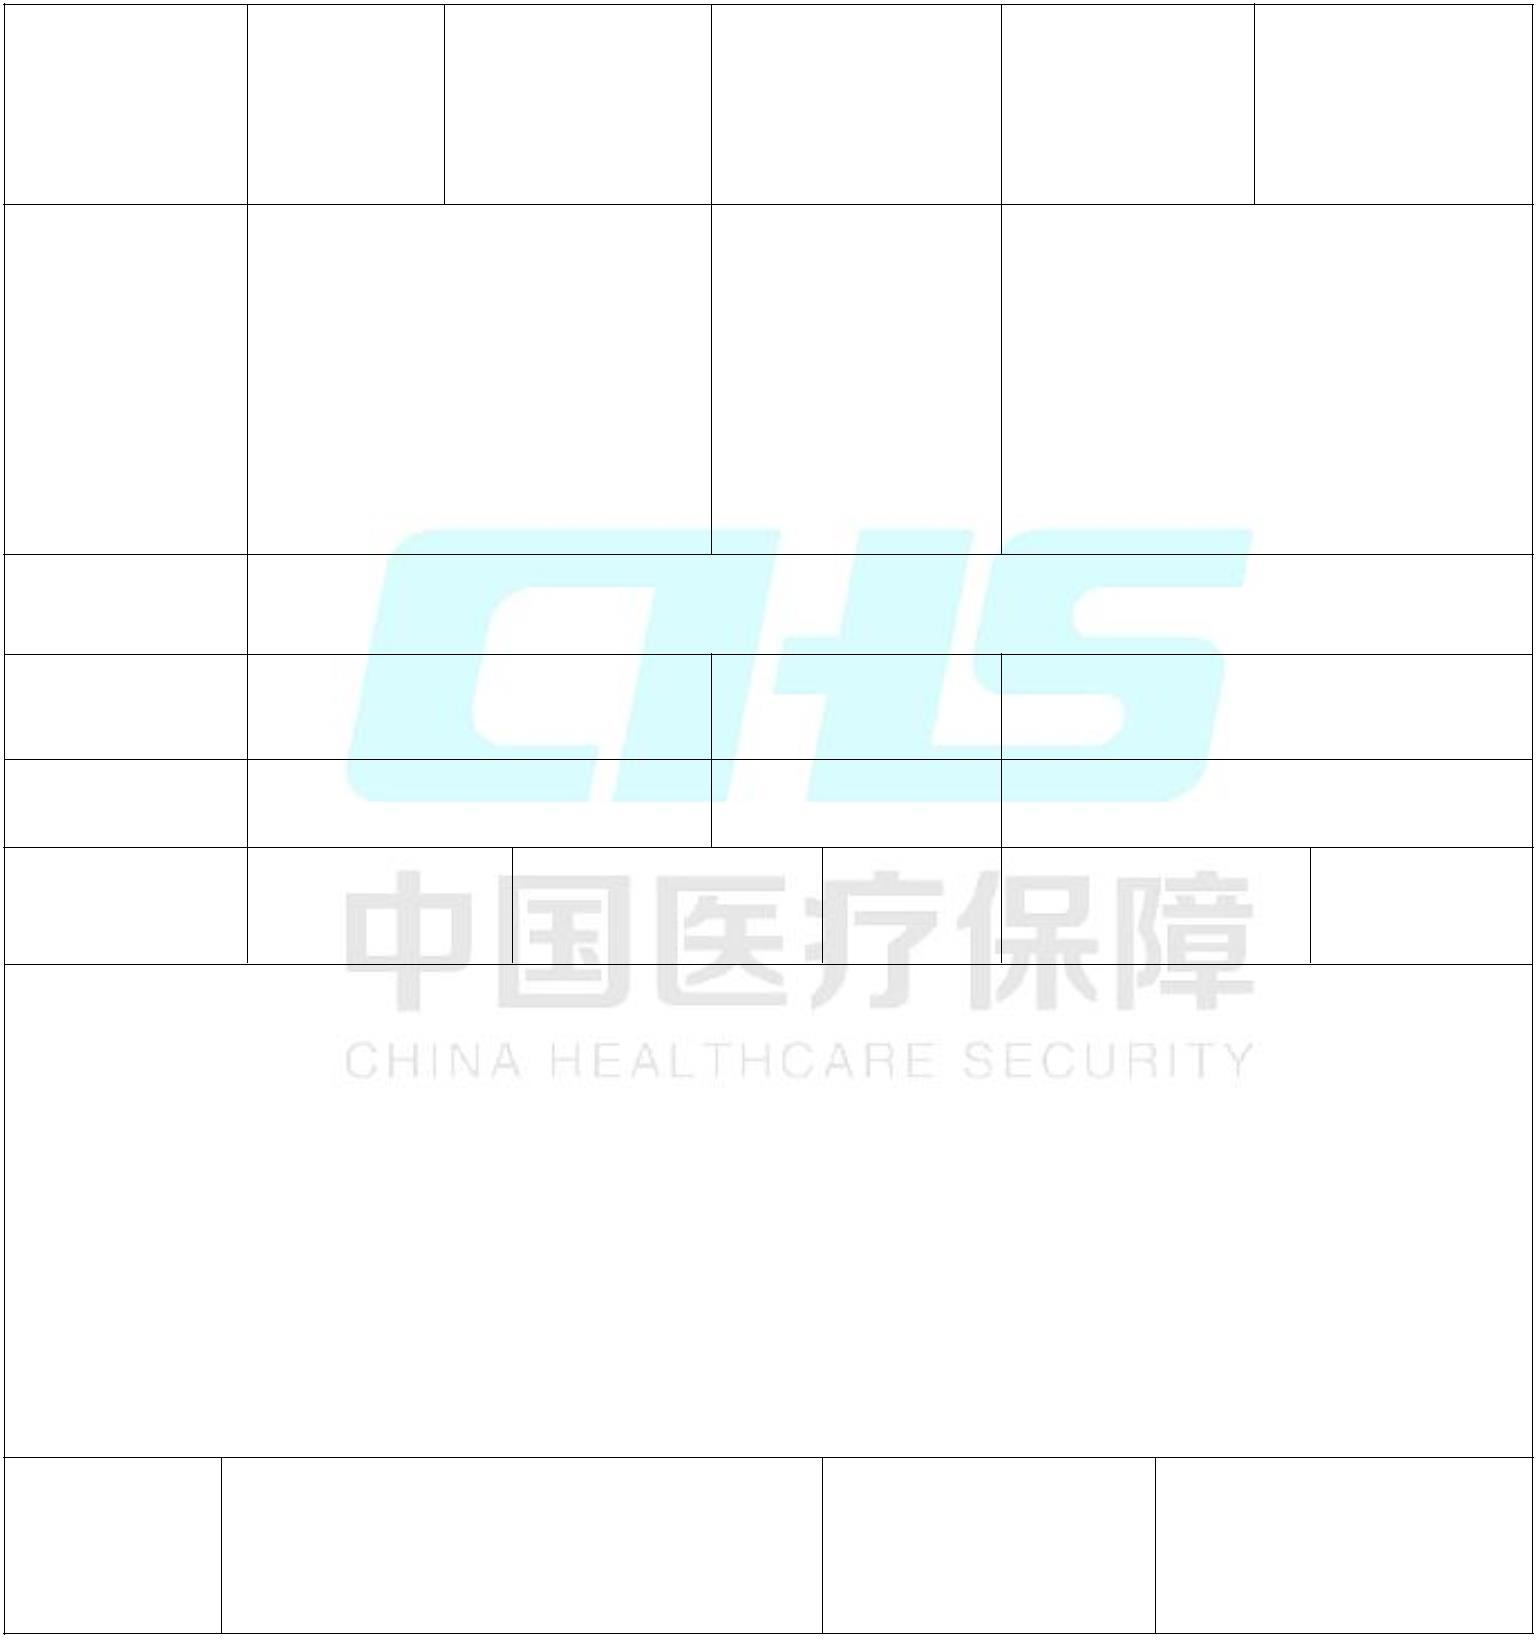 CHS
中国医疗保障
CHINA HEALTHCARE SECURITY